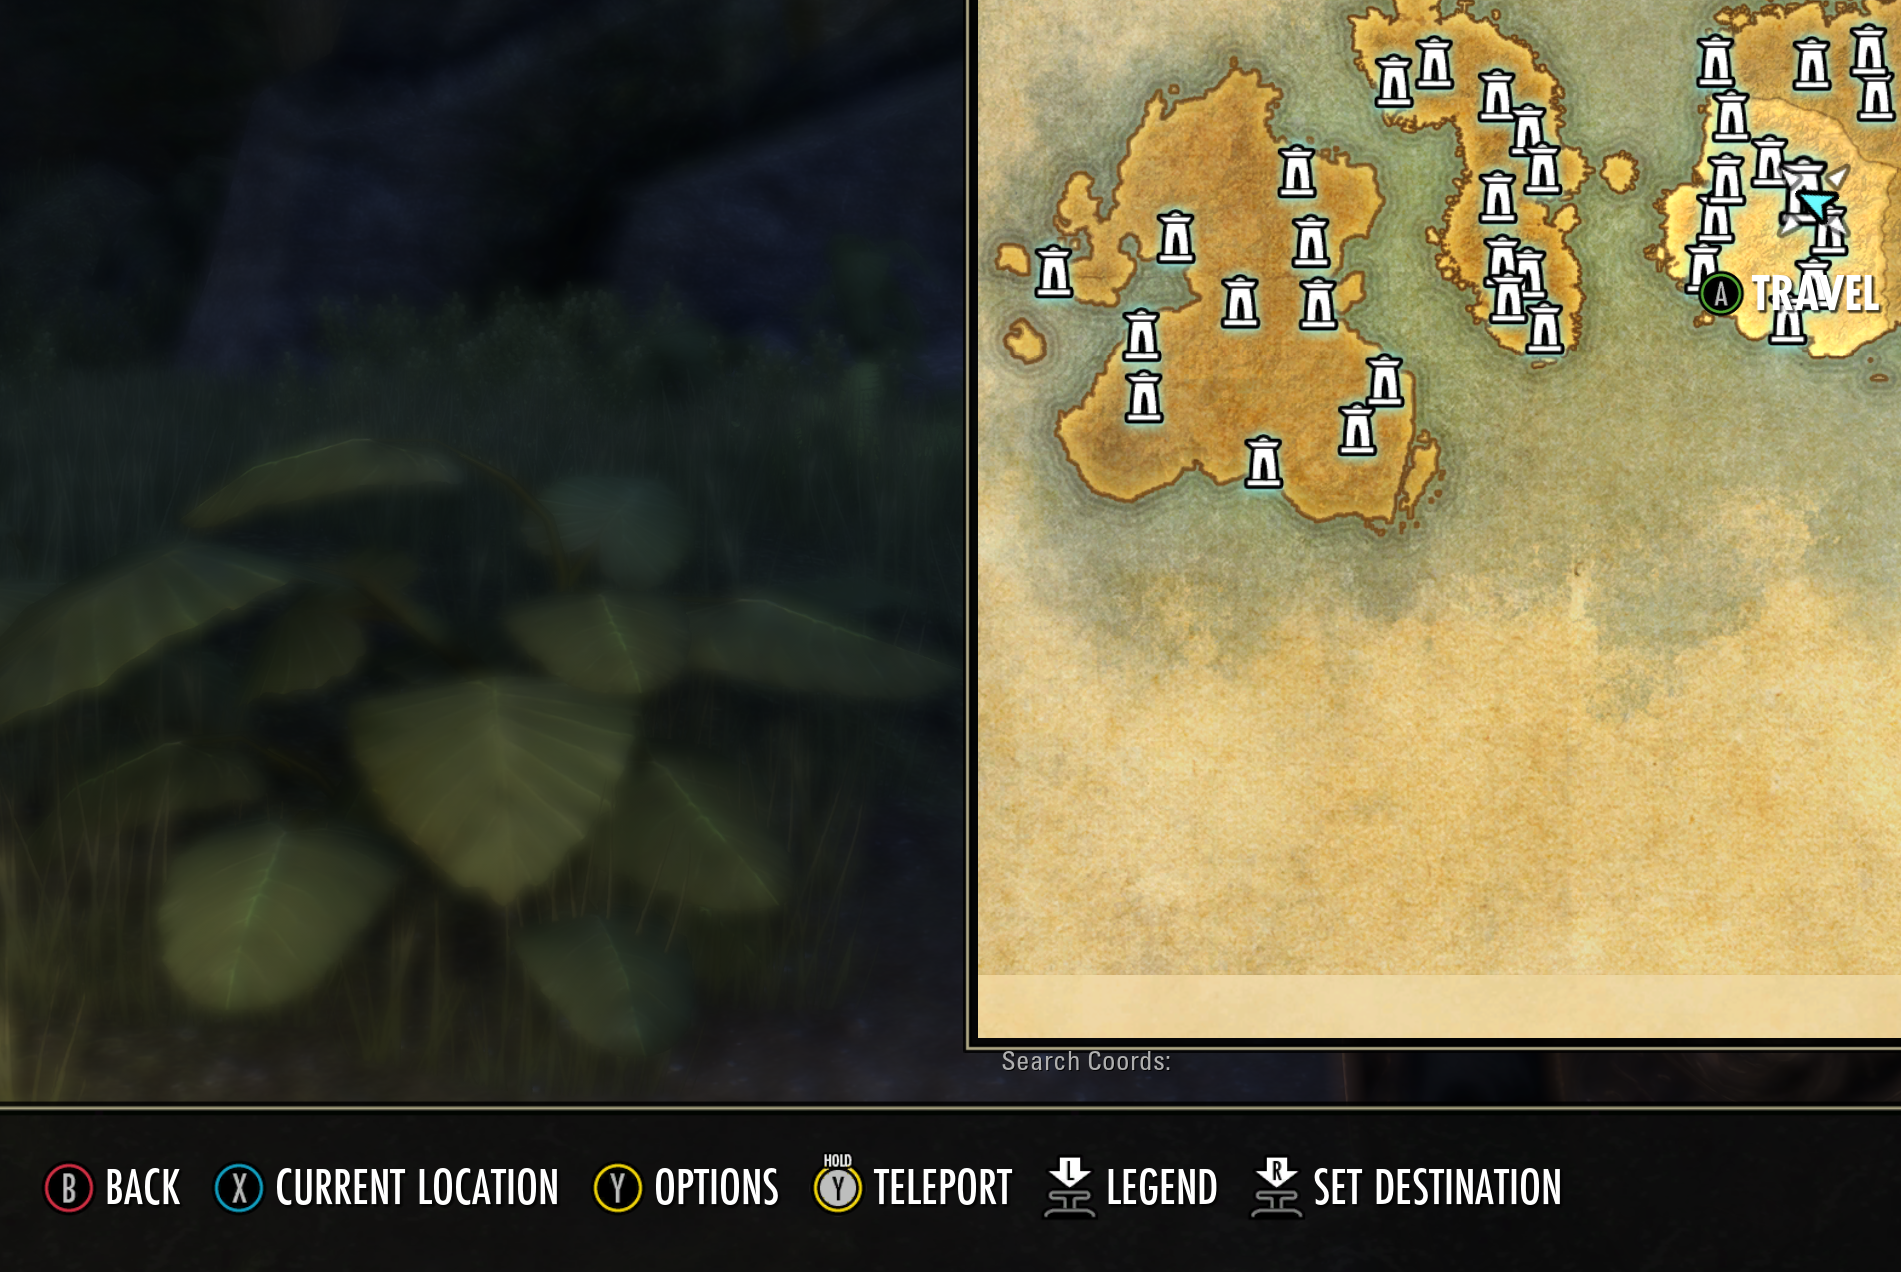 A TRAVEL
Search Coords:
HOLD
B BACK X CURRENT LOCATION Y OPTIONS Y TELEPORT L LEGEND R SET DESTINATION